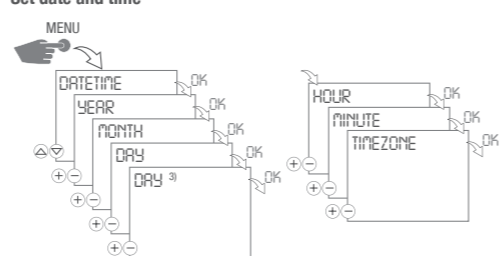 Set date and time
MENU
DATETIME
OK
YEAR
OK
MONTH
OK
DAY
OK
DAY 3)
OK
HOUR
OK
MINUTE
OK
TIMEZONE
OK